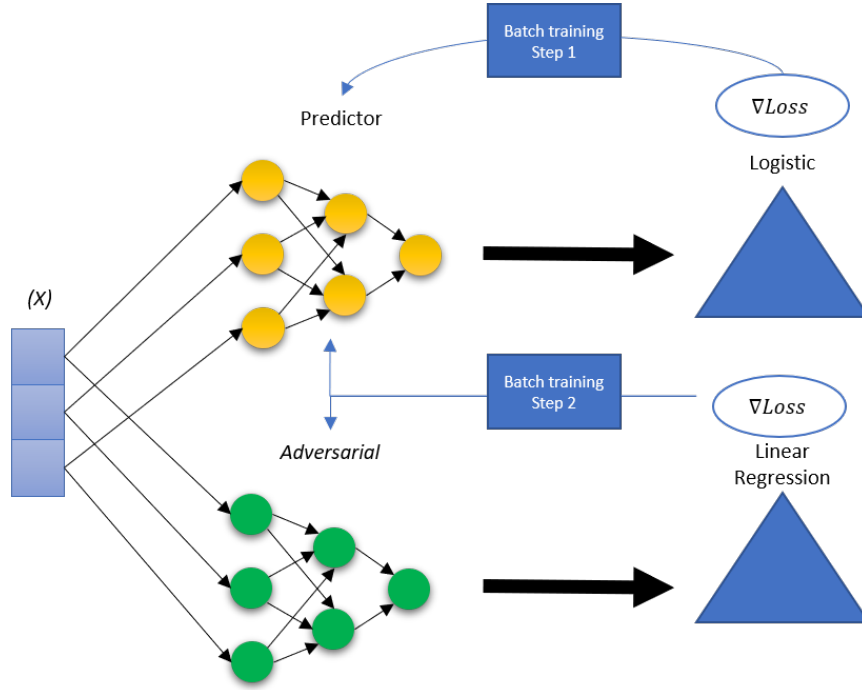 Batch training
Step 1
∇Loss
Predictor
Logistic
(X)
Batch training
Step 2
∇Loss
Adversarial
Linear
Regression